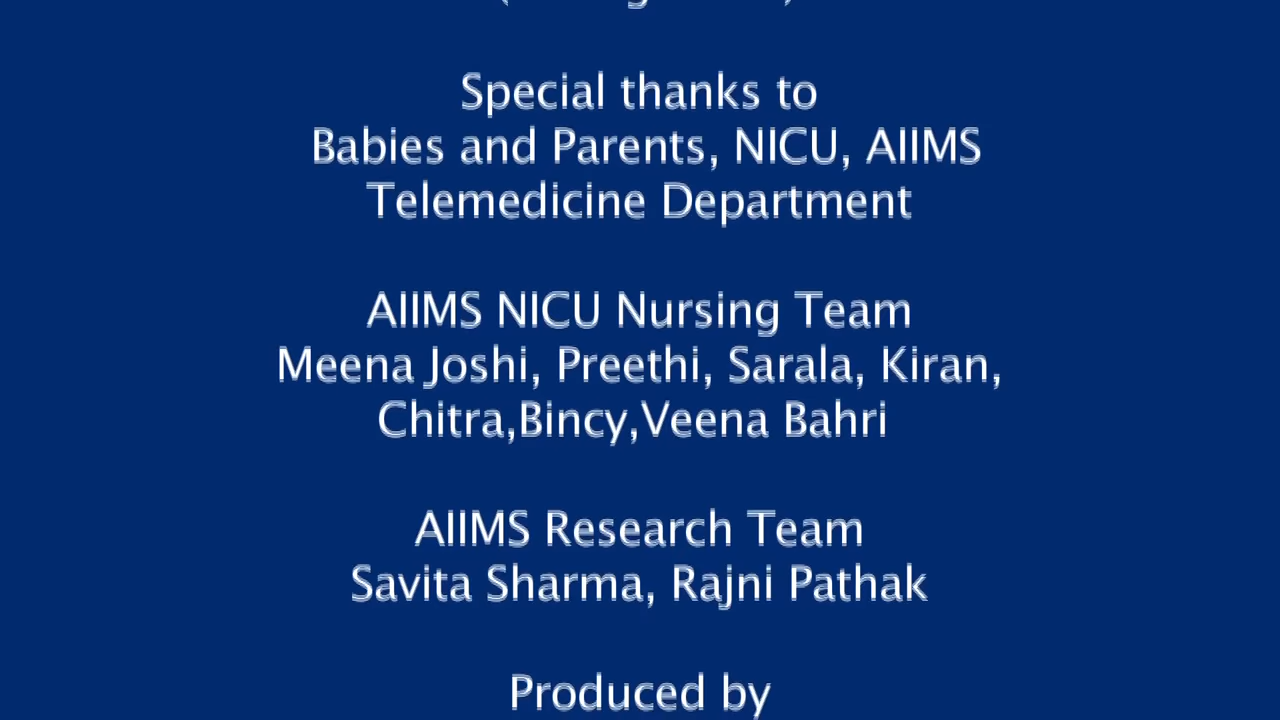 Special thanks to
Babies and Parents, NICU, AIIMS
Telemedicine Department
AIIMS NICU Nursing Team
Meena Joshi, Preethi, Sarala, Kiran,
Chitra,Bincy,Veena Bahri
AIIMS Research Team
Savita Sharma, Rajni Pathak
Produced by